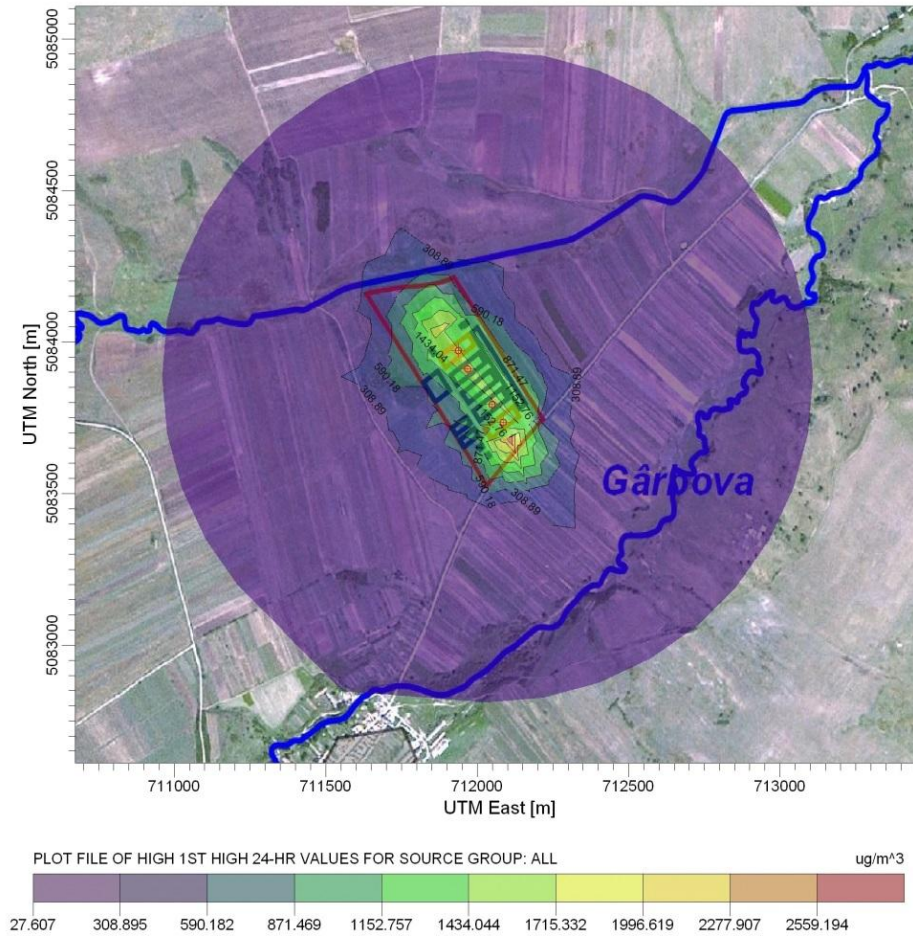 5085000
5084500
5084000
5083500
5083000
UTM North [m]
308.89
590.18
1434.04
871.47
590.18
308.89
308.89
590.18
308.89
Gârbova
711000 711500 712000 712500 713000
UTM East [m]
PLOT FILE OF HIGH 1ST HIGH 24-HR VALUES FOR SOURCE GROUP: ALL ug/m^3
27.607 308.895 590.182 871.469 1152.757 1434.044 1715.332 1996.619 2277.907 2559.194